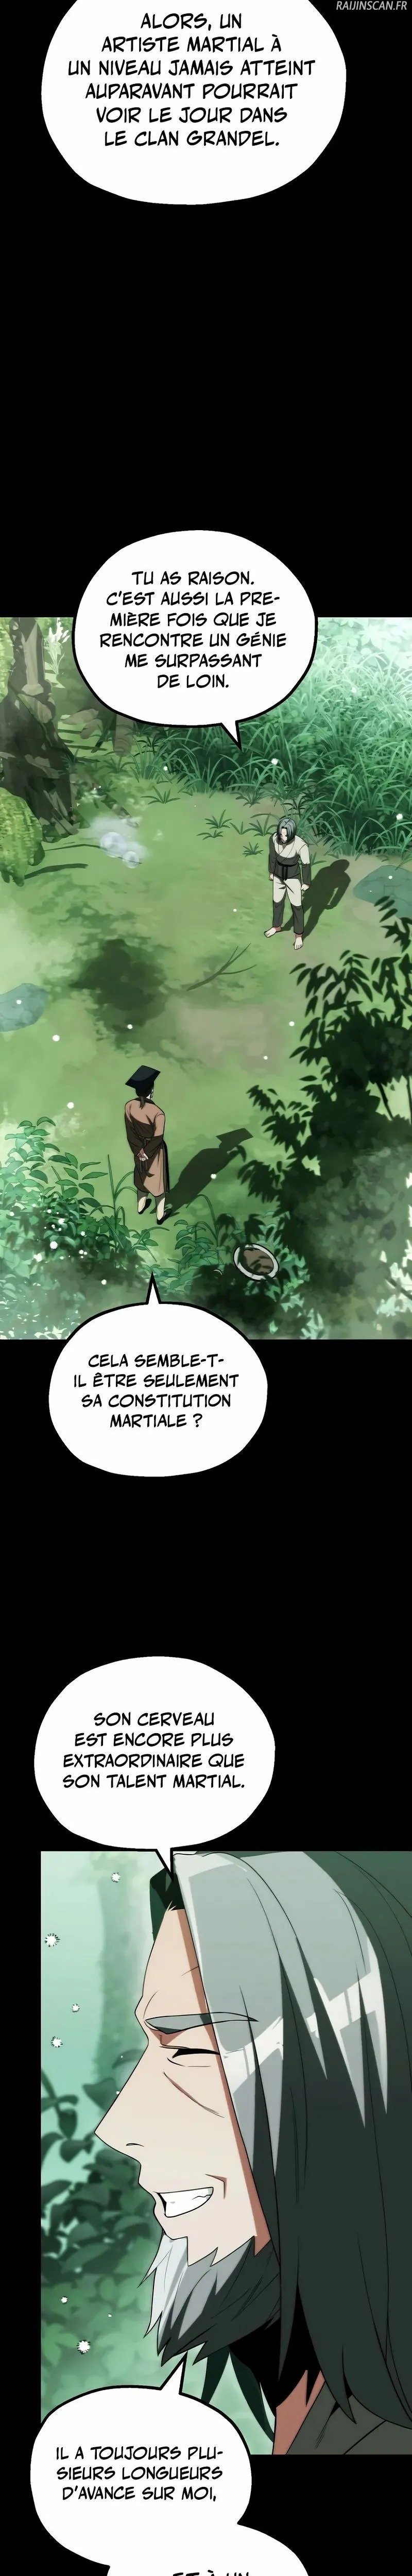 RAIJINSCAN.FR
ALORS, UN
ARTISTE MARTIAL À
UN NIVEAU JAMAIS ATTEINT
AUPARAVANT POURRAIT
VOIR LE JOUR DANS
LE CLAN GRANDEL.
TU AS RAISON.
C'EST AUSSI LA PRE-
MIÈRE FOIS QUE JE
RENCONTRE UN GÉNIE
ME SURPASSANT
DE LOIN.
CELA SEMBLE-T-
IL ÊTRE SEULEMENT
SA CONSTITUTION
MARTIALE ?
SON CERVEAU
EST ENCORE PLUS
EXTRAORDINAIRE QUE
SON TALENT MARTIAL.
IL A TOUJOURS PLU-
SIEURS LONGUEURS
D'AVANCE SUR MOI,
ET À UN